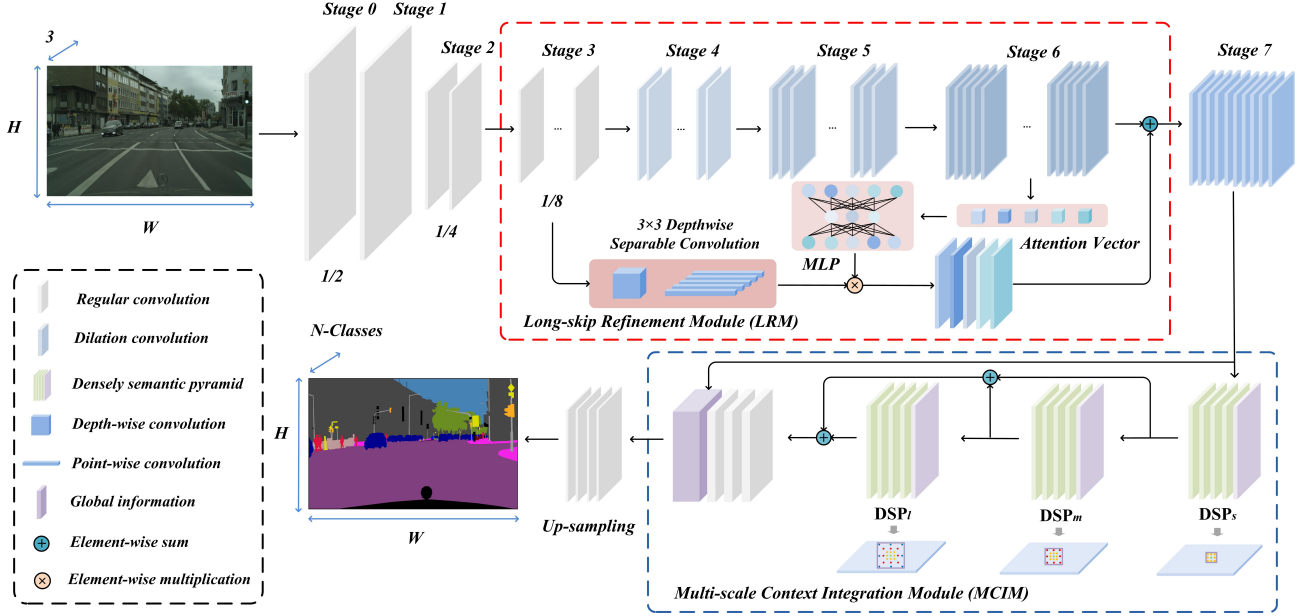 Stage 0
Stage 1
Stage 2
Stage 3
Stage 4
Stage 5
Stage 6
Stage 7
3
H
W
1/2
1/4
1/8
3×3 Depthwise
Separable Convolution
MLP
Attention Vector
Long-skip Refinement Module (LRM)
Regular convolution
Dilation convolution
Densely semantic pyramid
Depth-wise convolution
Point-wise convolution
Global information
Element-wise sum
Element-wise multiplication
N-Classes
H
W
Up-sampling
DSPl
DSPm
DSPs
Multi-scale Context Integration Module (MCIM)